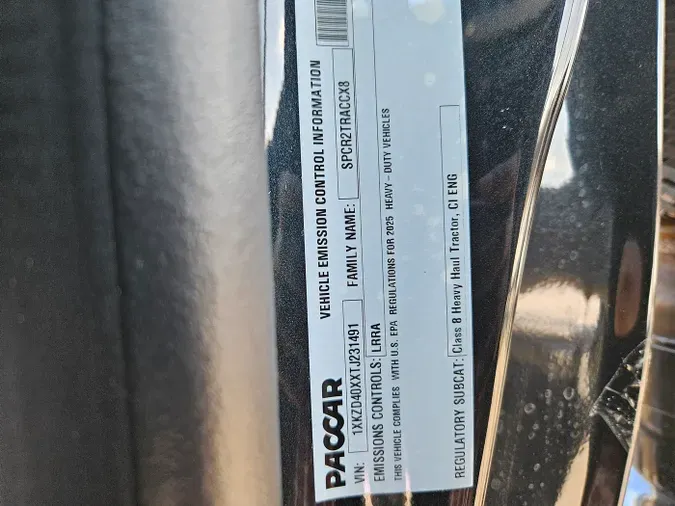 PACCAR
VEHICLE EMISSION CONTROL INFORMATION
VIN: 1XKZD40XXTJ231491 FAMILY NAME: SPCR2TRACCX8
EMISSIONS CONTROLS: LRRA
THIS VEHICLE COMPLIES WITH U.S. EPA REGULATIONS FOR 2025 HEAVY - DUTY VEHICLES
REGULATORY SUBCAT: Class 8 Heavy Haul Tractor, CI ENG